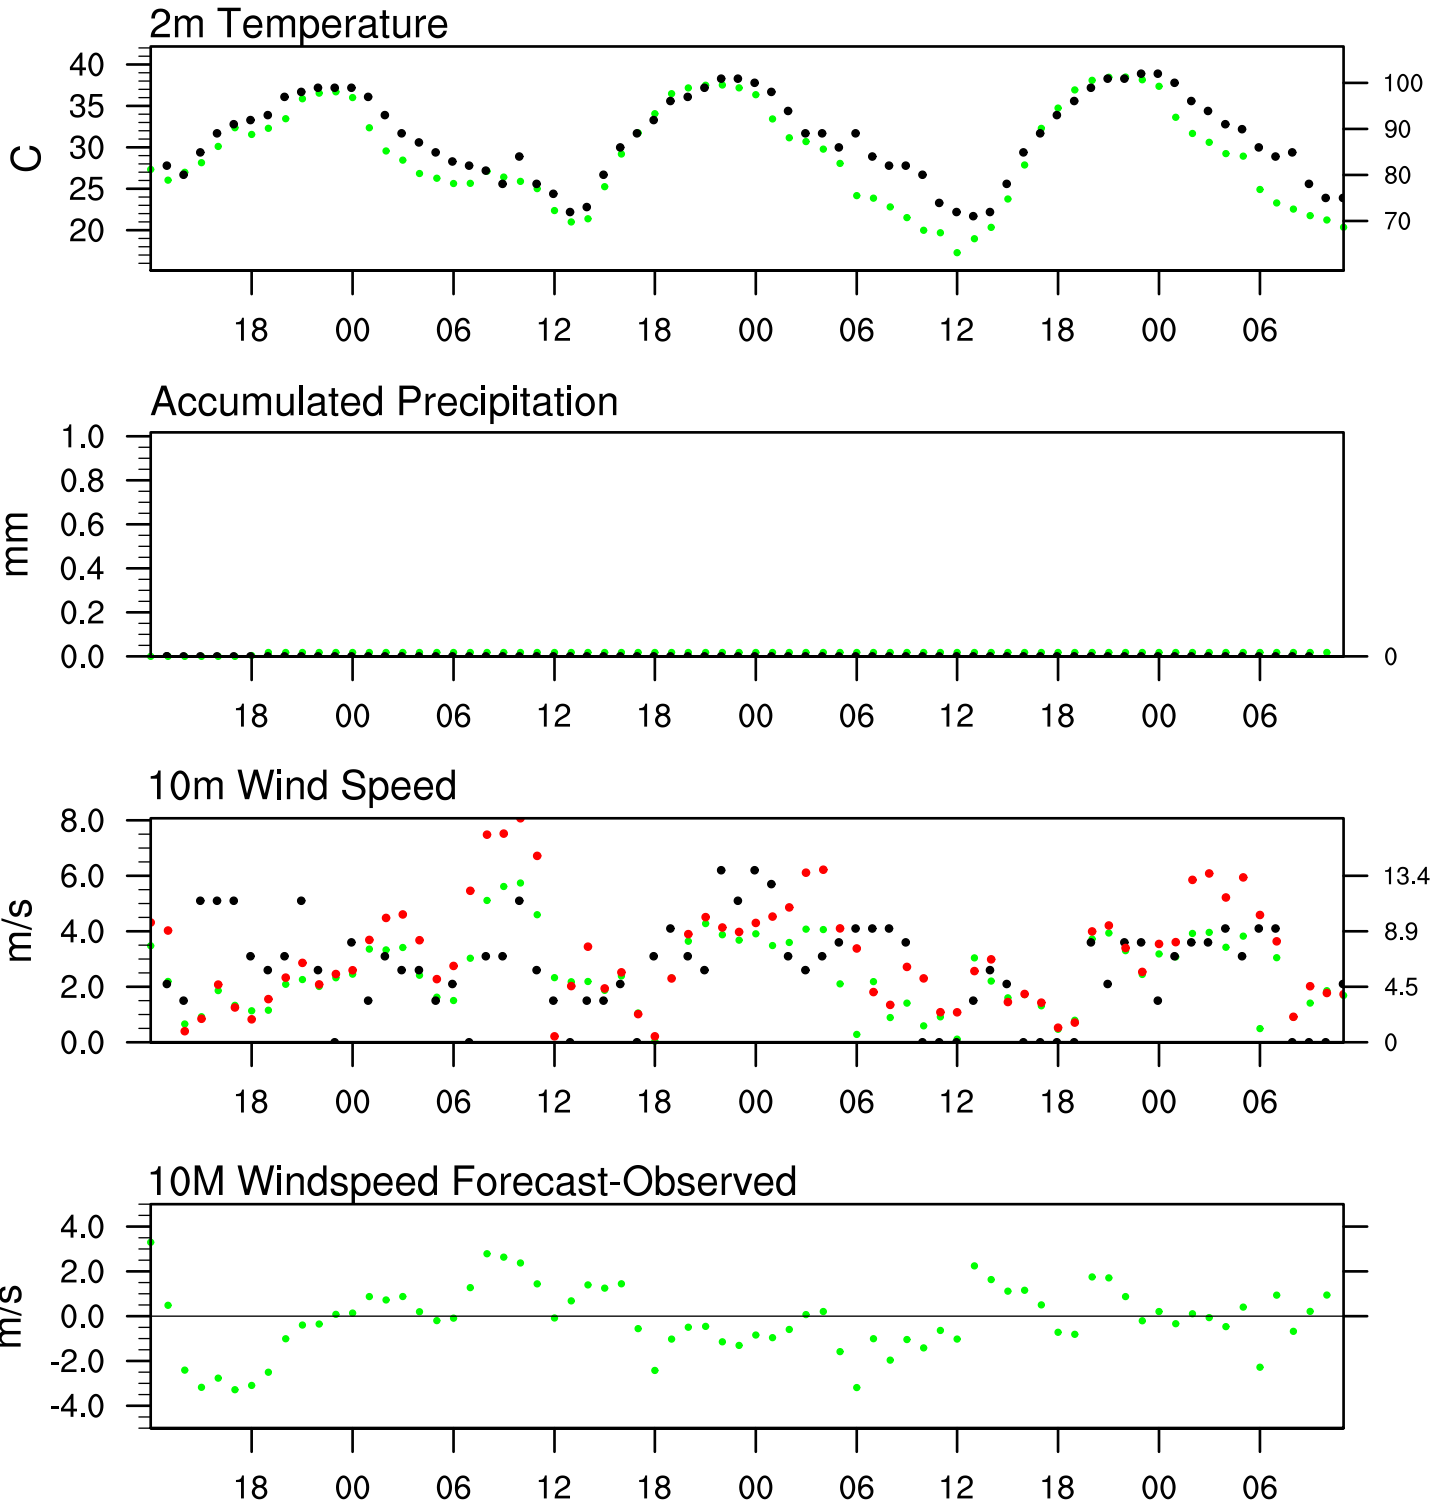 2m Temperature
C
40
35
30
25
20
100
90
80
70
18 00 06 12 18 00 06 12 18 00 06
Accumulated Precipitation
mm
1.0
0.8
0.6
0.4
0.2
0.0
0
18 00 06 12 18 00 06 12 18 00 06
10m Wind Speed
m/s
8.0
6.0
4.0
2.0
0.0
13.4
8.9
4.5
0
18 00 06 12 18 00 06 12 18 00 06
10M Windspeed Forecast-Observed
m/s
4.0
2.0
0.0
-2.0
-4.0
18 00 06 12 18 00 06 12 18 00 06